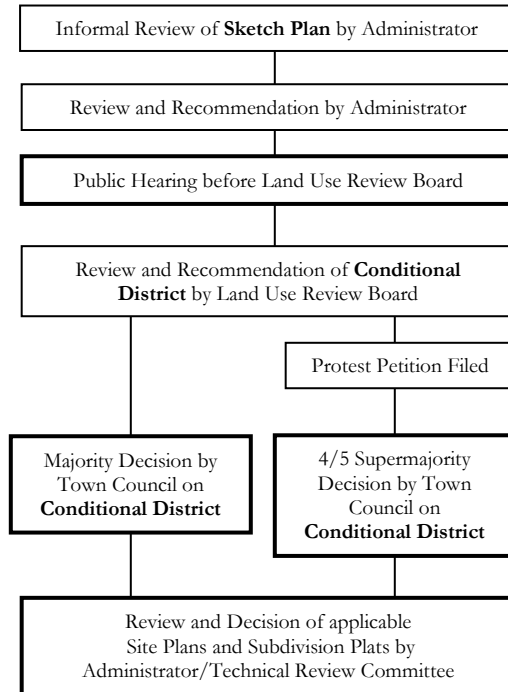 Informal Review of Sketch Plan by Administrator
Review and Recommendation by Administrator
Public Hearing before Land Use Review Board
Review and Recommendation of Conditional
District by Land Use Review Board
Protest Petition Filed
Majority Decision by
Town Council on
Conditional District
4/5 Supermajority
Decision by Town
Council on
Conditional District
Review and Decision of applicable
Site Plans and Subdivision Plats by
Administrator/Technical Review Committee